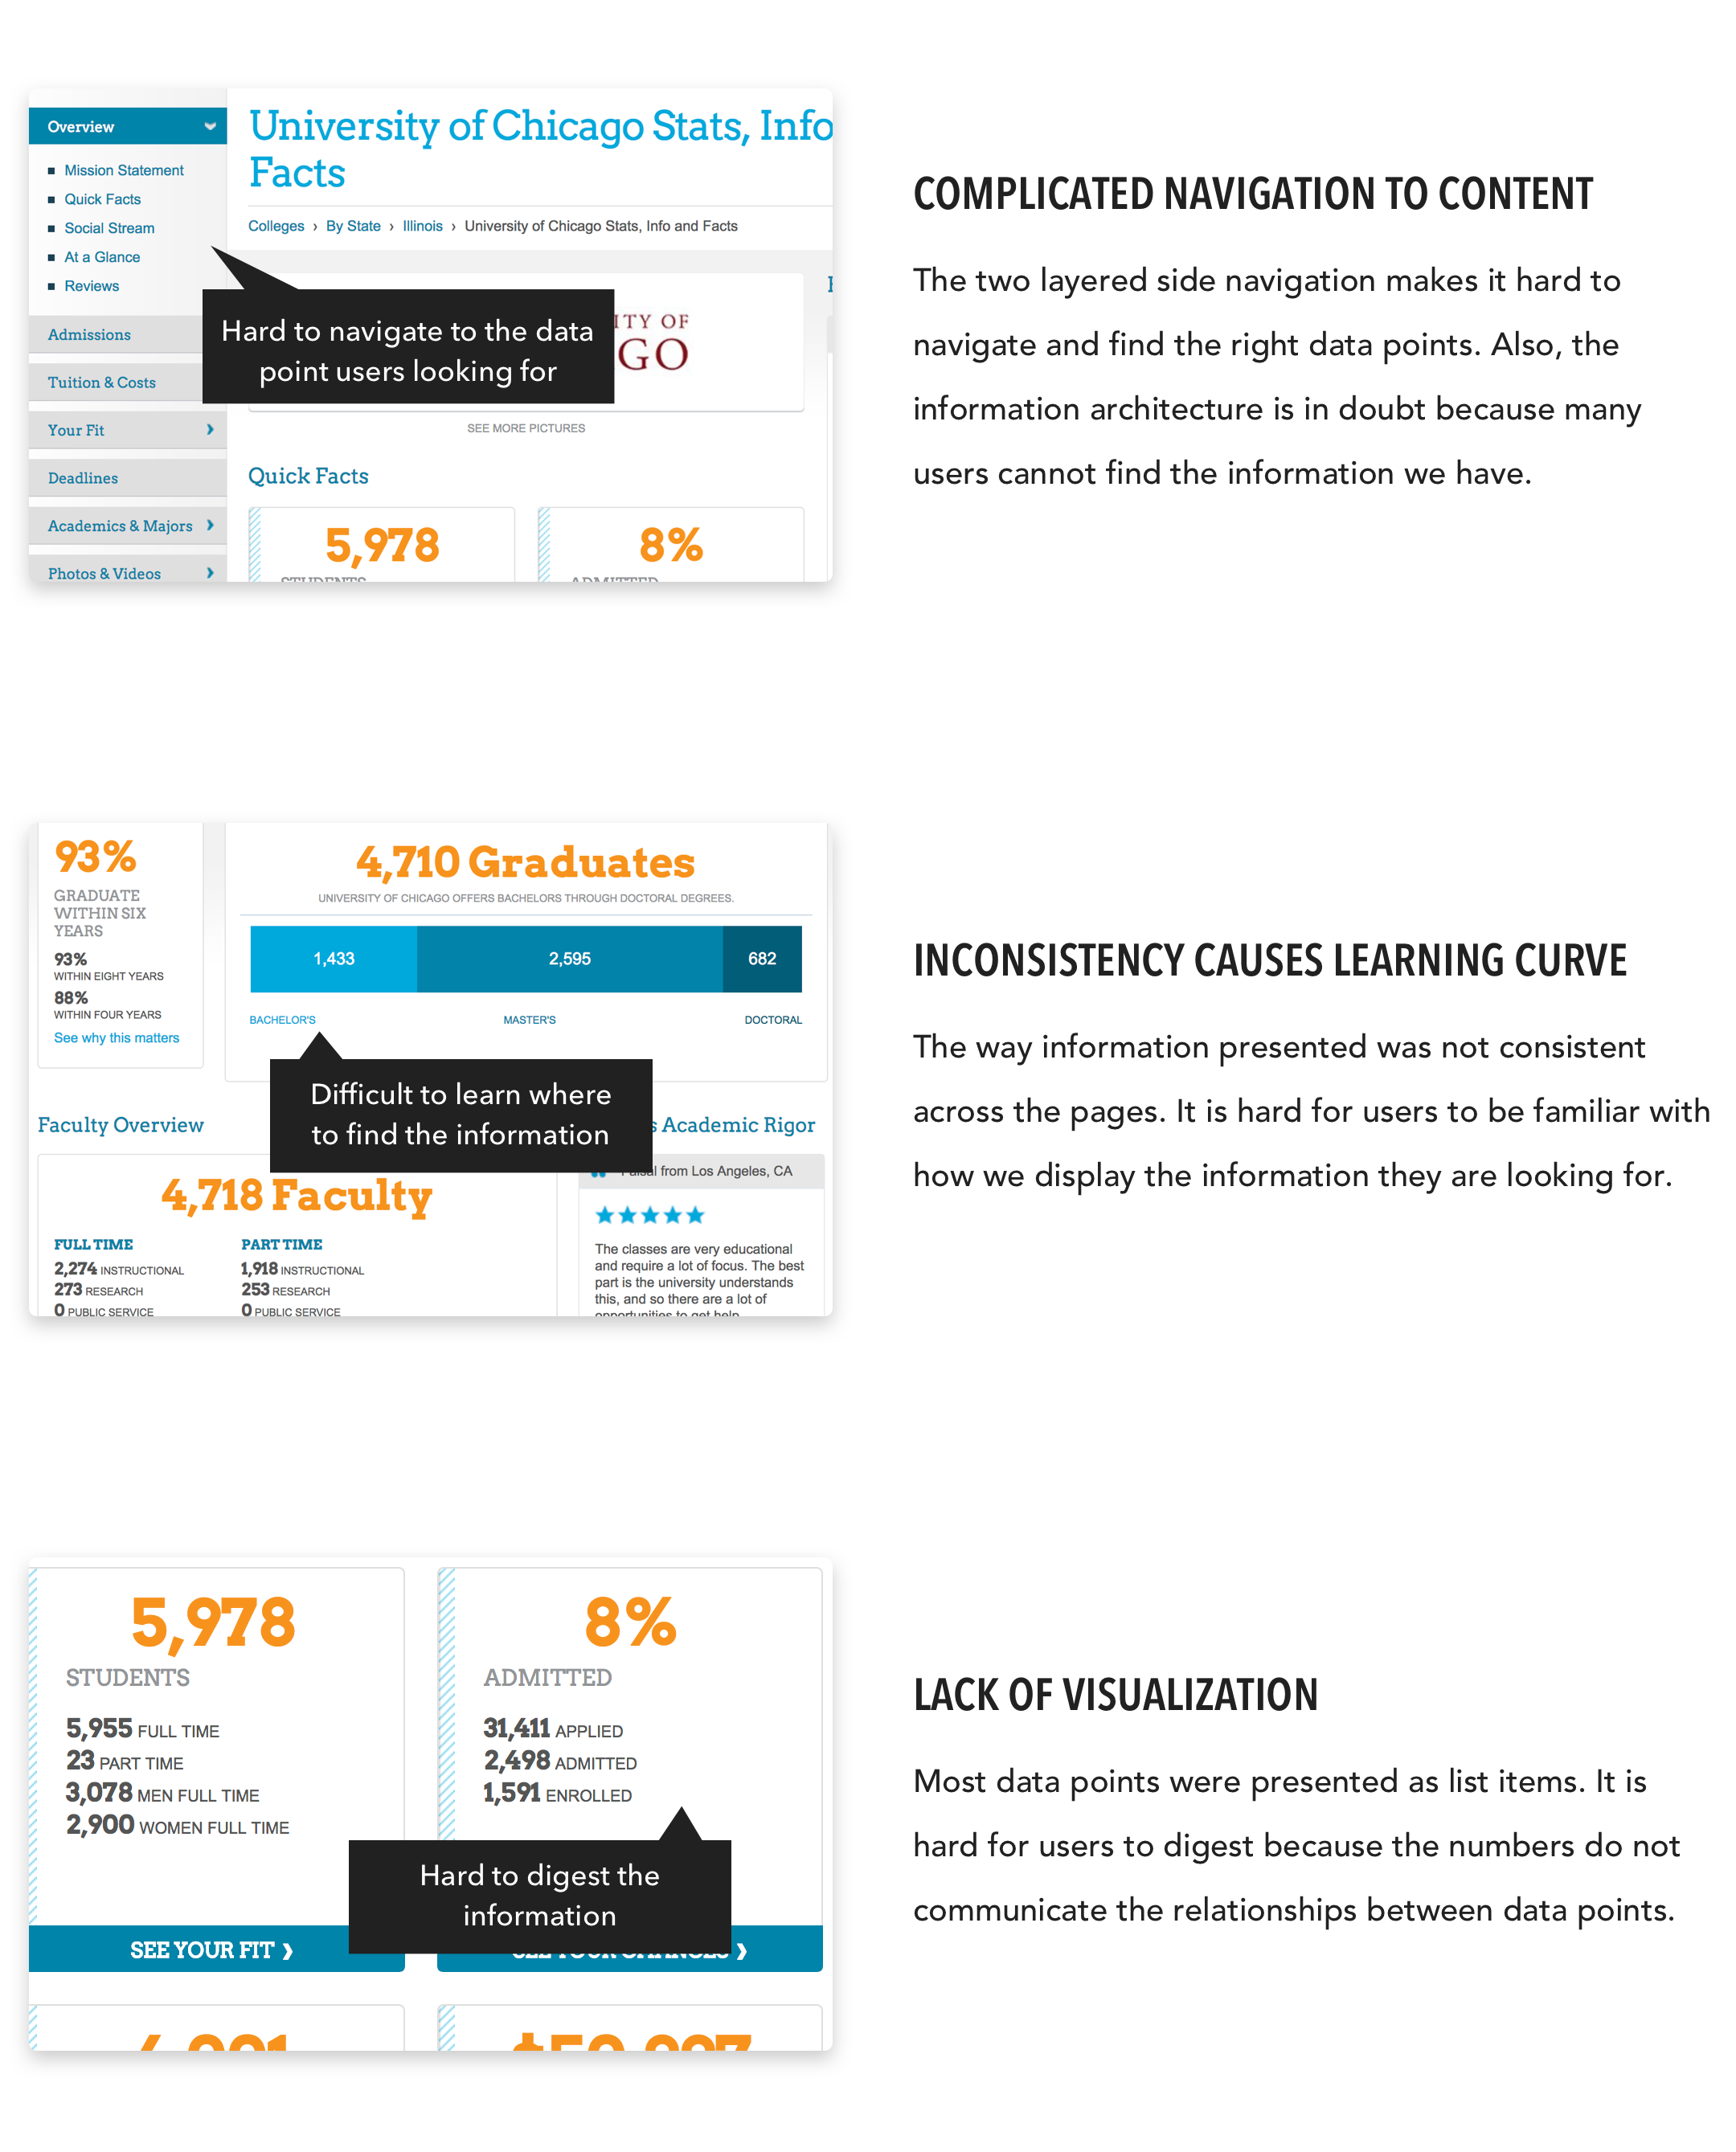 Overview
Mission Statement
Quick Facts
Social Stream
At a Glance
Reviews
Admissions
Tuition & Costs
Your Fit
Deadlines
Academics & Majors
Photos & Videos
University of Chicago Stats, Info
Facts
Colleges › By State › Illinois › University of Chicago Stats, Info and Facts
Hard to navigate to the data
point users looking for
ITY OF
GO
SEE MORE PICTURES
Quick Facts
5,978
STUDENTS
8%
ADMITTED
COMPLICATED NAVIGATION TO CONTENT
The two layered side navigation makes it hard to
navigate and find the right data points. Also, the
information architecture is in doubt because many
users cannot find the information we have.
93%
GRADUATE
WITHIN SIX
YEARS
93%
WITHIN EIGHT YEARS
88%
WITHIN FOUR YEARS
See why this matters
4,710 Graduates
UNIVERSITY OF CHICAGO OFFERS BACHELORS THROUGH DOCTORAL DEGREES.
1,433 2,595 682
BACHELOR'S MASTER'S DOCTORAL
Difficult to learn where
to find the information
Faculty Overview
s Academic Rigor
4,718 Faculty
FULL TIME
2,274 INSTRUCTIONAL
273 RESEARCH
0 PUBLIC SERVICE
PART TIME
1,918 INSTRUCTIONAL
253 RESEARCH
0 PUBLIC SERVICE
Faisal from Los Angeles, CA
The classes are very educational
and require a lot of focus. The best
part is the university understands
this, and so there are a lot of
opportunities to get help
INCONSISTENCY CAUSES LEARNING CURVE
The way information presented was not consistent
across the pages. It is hard for users to be familiar with
how we display the information they are looking for.
5,978
STUDENTS
5,955 FULL TIME
23 PART TIME
3,078 MEN FULL TIME
2,900 WOMEN FULL TIME
SEE YOUR FIT ›
8%
ADMITTED
31,411 APPLIED
2,498 ADMITTED
1,591 ENROLLED
Hard to digest the
information
SEE YOUR CHANCES ›
LACK OF VISUALIZATION
Most data points were presented as list items. It is
hard for users to digest because the numbers do not
communicate the relationships between data points.